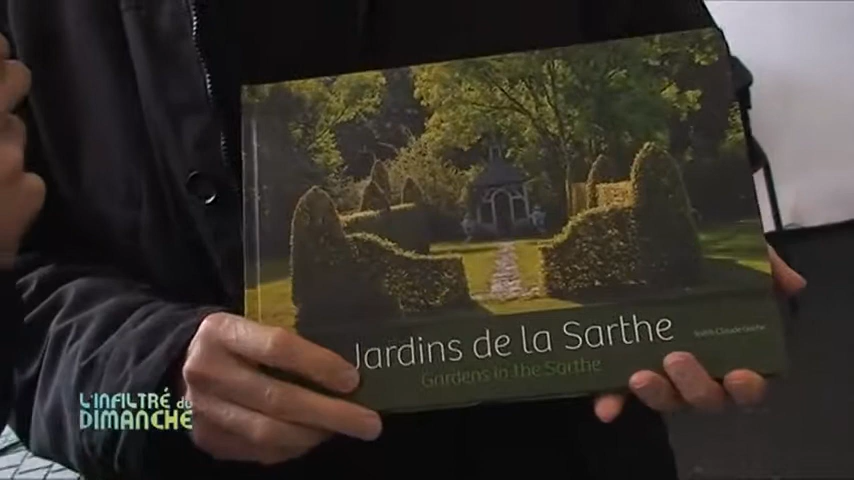 Jardins de la Sarthe
Gardens in the Sarthe
L'INFILTRÉ du
DIMANCHE